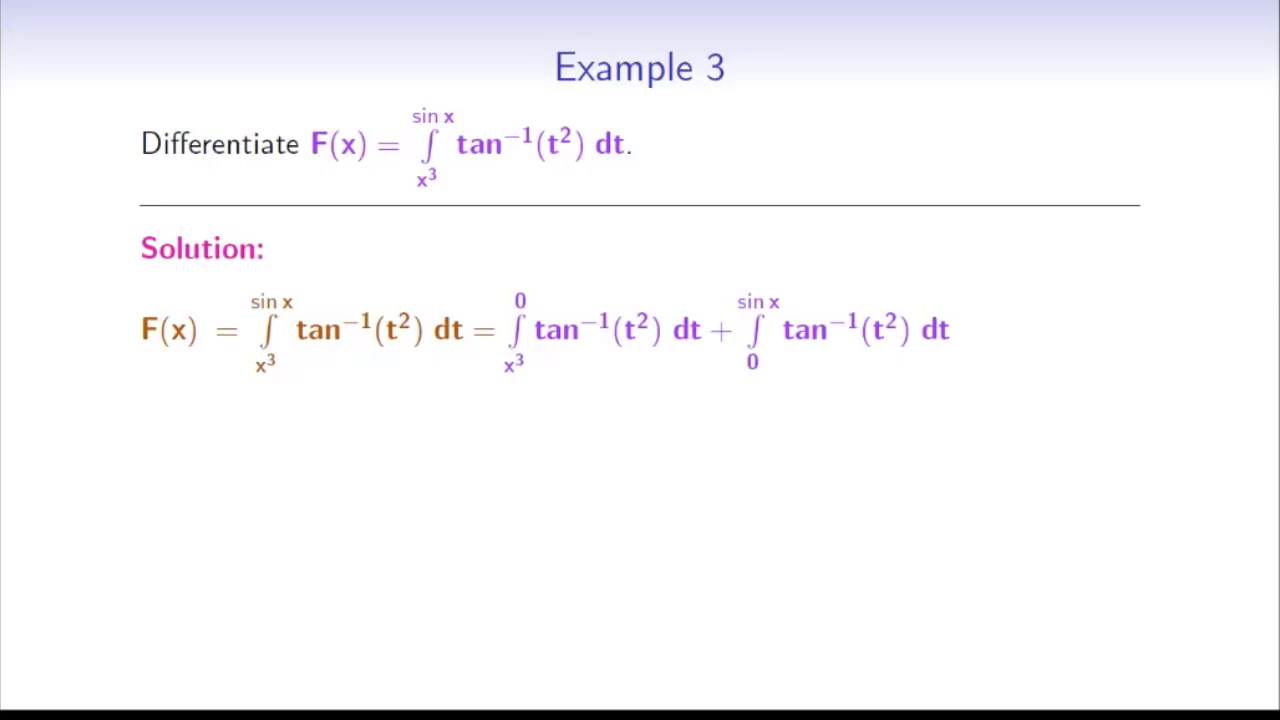 Example 3
Differentiate F(x) = ∫_{x³}^{sin x} tan⁻¹(t²) dt.
Solution:
F(x) = ∫_{x³}^{sin x} tan⁻¹(t²) dt = ∫_{x³}^{0} tan⁻¹(t²) dt + ∫_{0}^{sin x} tan⁻¹(t²) dt